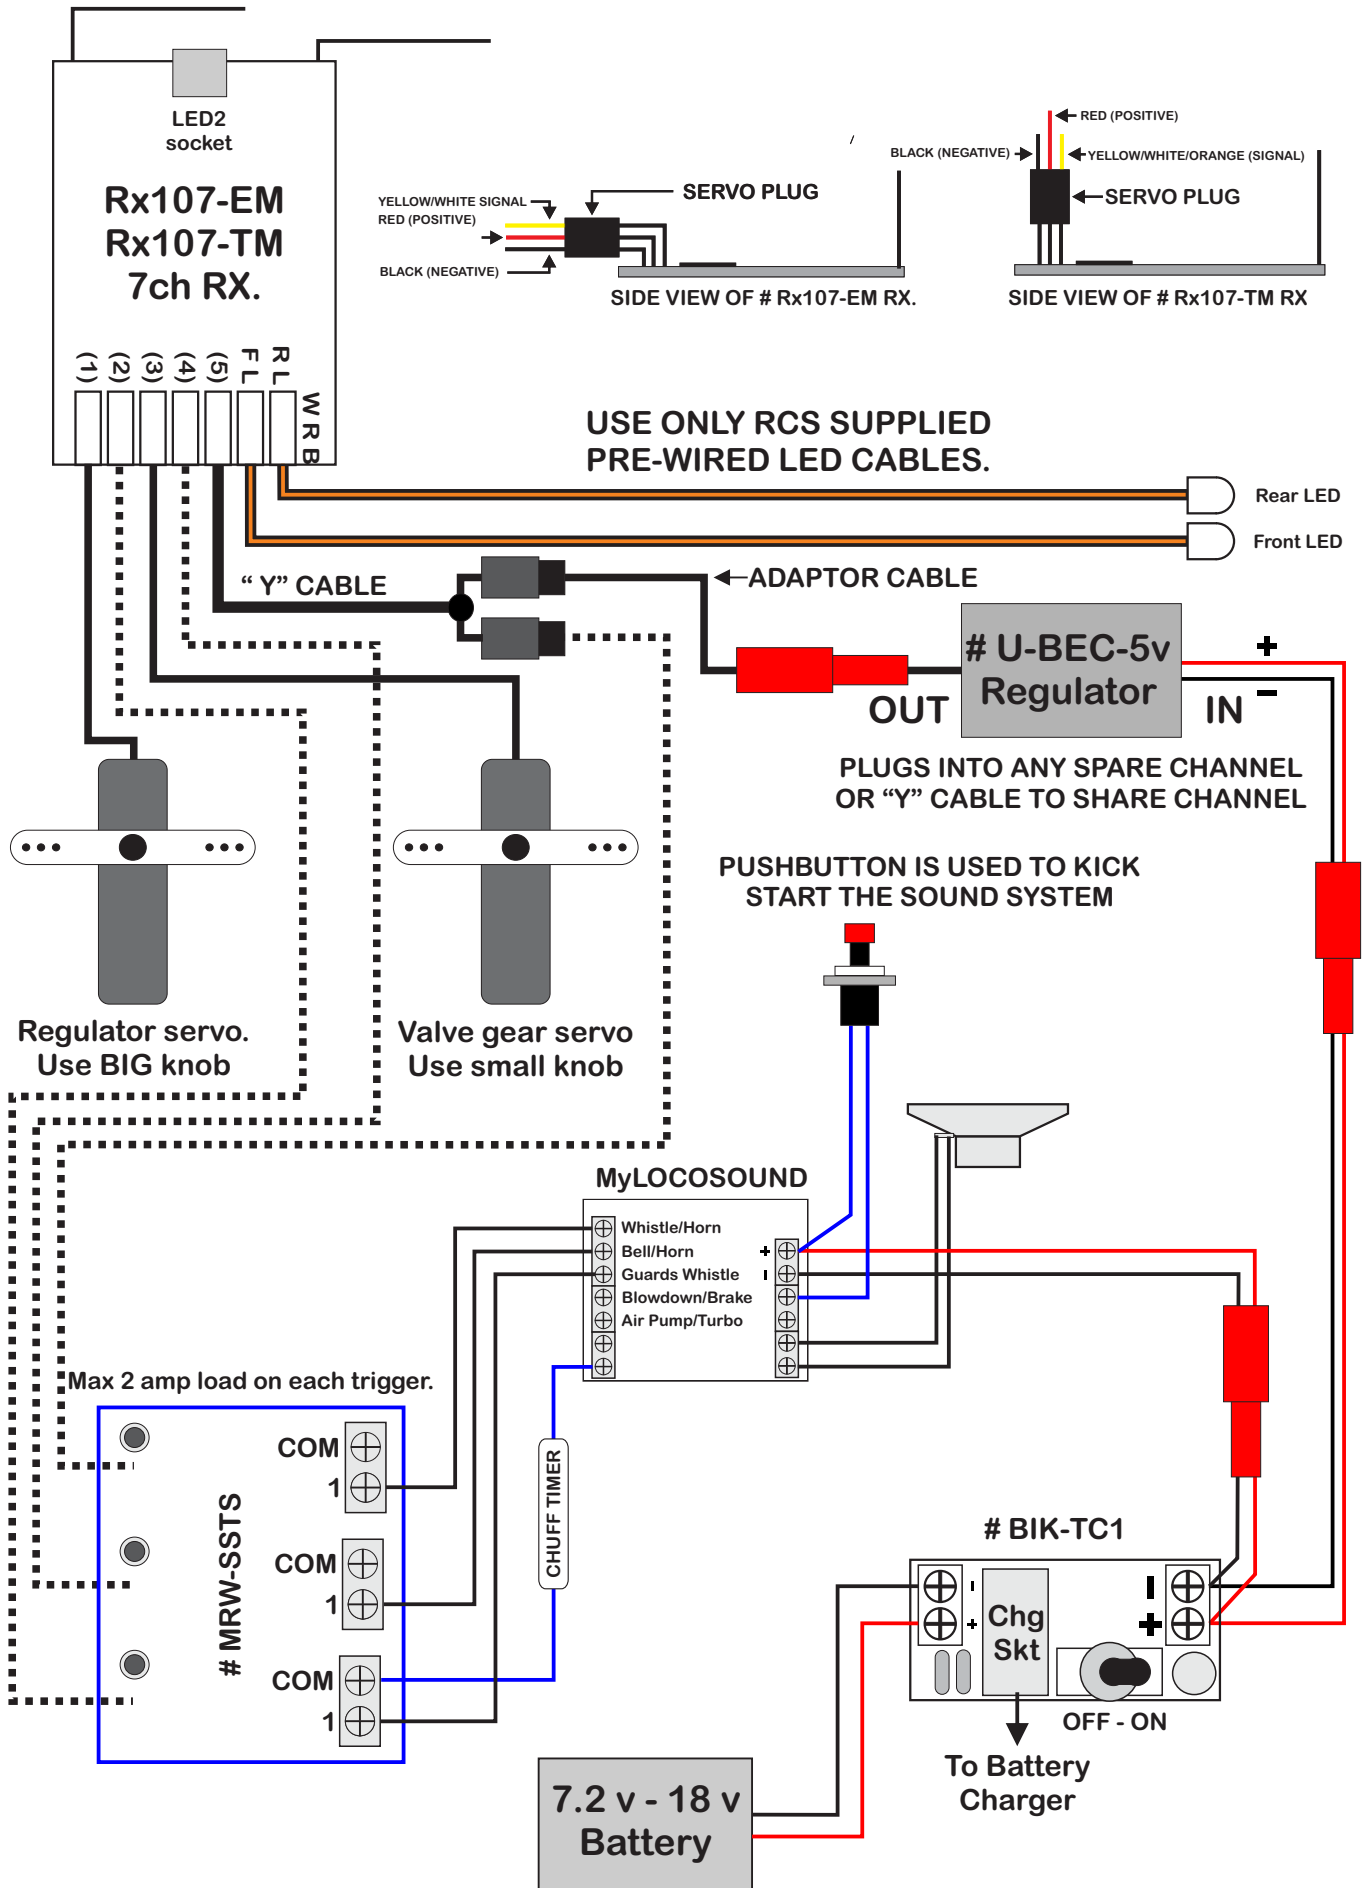 LED2
socket
Rx107-EM
Rx107-TM
7ch RX.
(1)
(2)
(3)
(4)
(5)
F L
R L
W R B
YELLOW/WHITE SIGNAL
RED (POSITIVE)
BLACK (NEGATIVE)
SERVO PLUG
SIDE VIEW OF # Rx107-EM RX.
RED (POSITIVE)
BLACK (NEGATIVE)
YELLOW/WHITE/ORANGE (SIGNAL)
SERVO PLUG
SIDE VIEW OF # Rx107-TM RX
USE ONLY RCS SUPPLIED
PRE-WIRED LED CABLES.
Rear LED
Front LED
“ Y” CABLE
ADAPTOR CABLE
# U-BEC-5v
Regulator
OUT
IN
+
–
PLUGS INTO ANY SPARE CHANNEL
OR “Y” CABLE TO SHARE CHANNEL
PUSHBUTTON IS USED TO KICK
START THE SOUND SYSTEM
Regulator servo.
Use BIG knob
Valve gear servo
Use small knob
MyLOCOSOUND
Whistle/Horn
Bell/Horn
Guards Whistle
Blowdown/Brake
Air Pump/Turbo
+
-
Max 2 amp load on each trigger.
COM
1
COM
1
COM
1
# MRW-SSTS
CHUFF TIMER
# BIK-TC1
-
+
Chg
Skt
-
+
OFF - ON
To Battery
Charger
7.2 v - 18 v
Battery